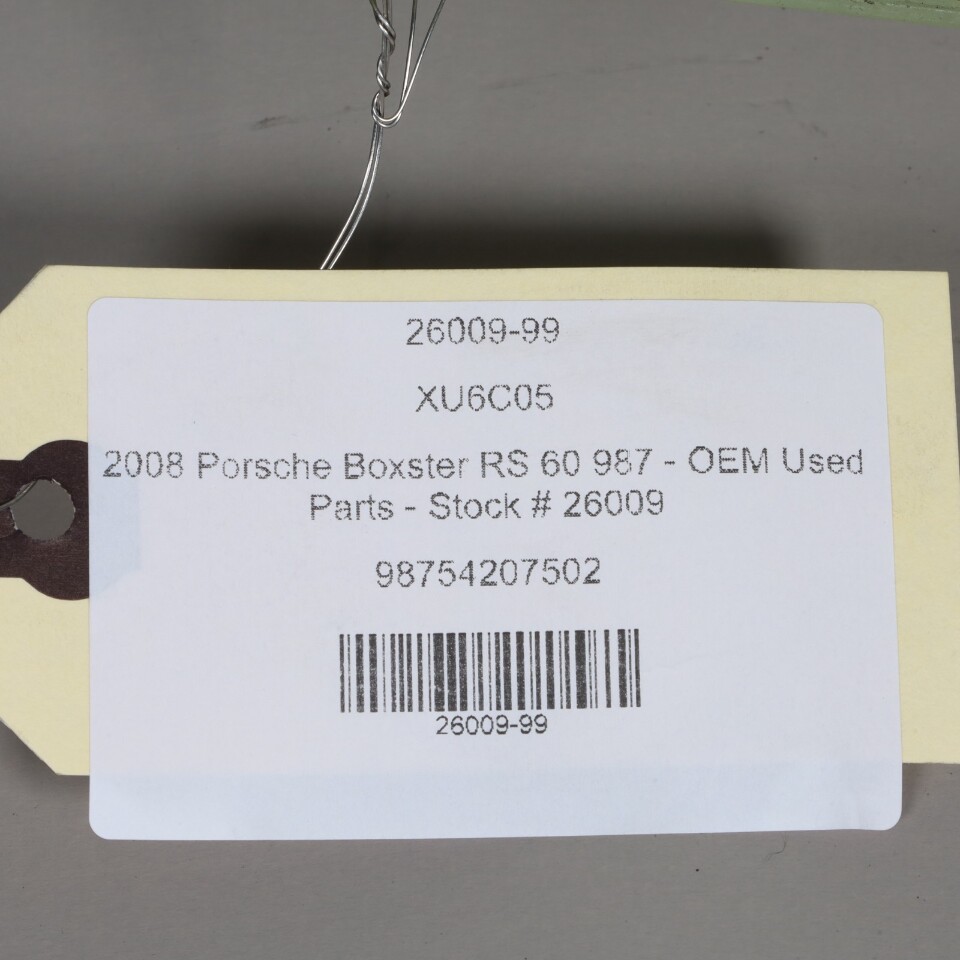 26009-99
XU6C05
2008 Porsche Boxster RS 60 987 - OEM Used
Parts - Stock # 26009
98754207502
26009-99